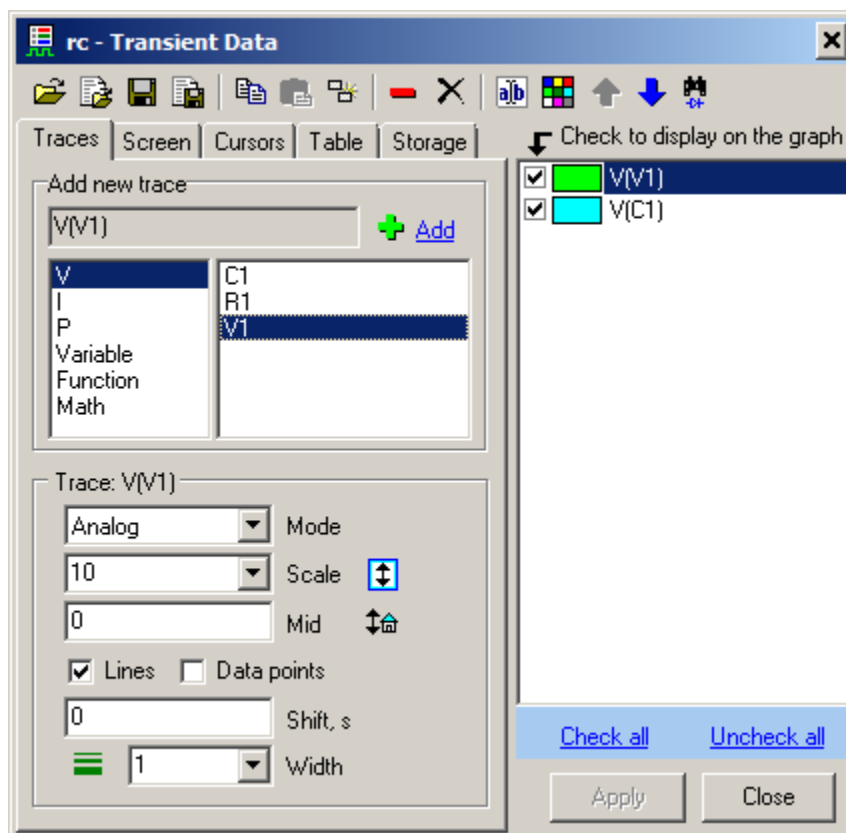 rc - Transient Data
Traces
Screen
Cursors
Table
Storage
Check to display on the graph
Add new trace
V(V1)
Add
V
I
P
Variable
Function
Math
C1
R1
V1
Trace: V(V1)
Analog
Mode
10
Scale
0
Mid
Lines
Data points
0
Shift, s
1
Width
V(V1)
V(C1)
Check all
Uncheck all
Apply
Close